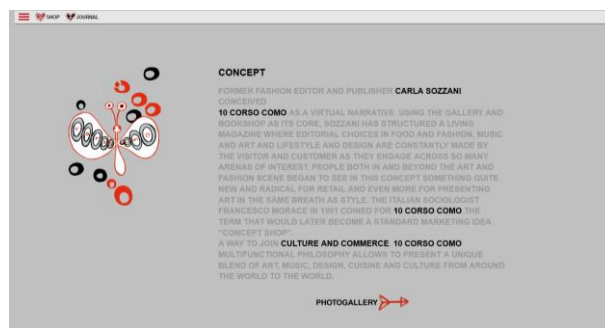 SHOP JOURNAL
CONCEPT
FORMER FASHION EDITOR AND PUBLISHER CARLA SOZZANI
CONCEIVED
10 CORSO COMO AS A VIRTUAL NARRATIVE. USING THE GALLERY AND
BOOKSHOP AS ITS CORE, SOZZANI HAS STRUCTURED A LIVING
MAGAZINE WHERE EDITORIAL CHOICES IN FOOD AND FASHION, MUSIC
AND ART AND LIFESTYLE AND DESIGN ARE CONSTANTLY MADE BY
THE VISITOR AND CUSTOMER AS THEY ENGAGE ACROSS SO MANY
ARENAS OF INTEREST. PEOPLE BOTH IN AND BEYOND THE ART AND
FASHION SCENE BEGAN TO SEE IN THIS CONCEPT SOMETHING QUITE
NEW AND RADICAL FOR RETAIL AND EVEN MORE FOR PRESENTING
ART IN THE SAME BREATH AS STYLE. THE ITALIAN SOCIOLOGIST
FRANCESCO MORACE IN 1991 COINED FOR 10 CORSO COMO THE
TERM THAT WOULD LATER BECOME A STANDARD MARKETING IDEA
"CONCEPT SHOP".
A WAY TO JOIN CULTURE AND COMMERCE, 10 CORSO COMO
MULTIFUNCTIONAL PHILOSOPHY ALLOWS TO PRESENT A UNIQUE
BLEND OF ART, MUSIC, DESIGN, CUISINE AND CULTURE FROM AROUND
THE WORLD TO THE WORLD.
PHOTOGALLERY